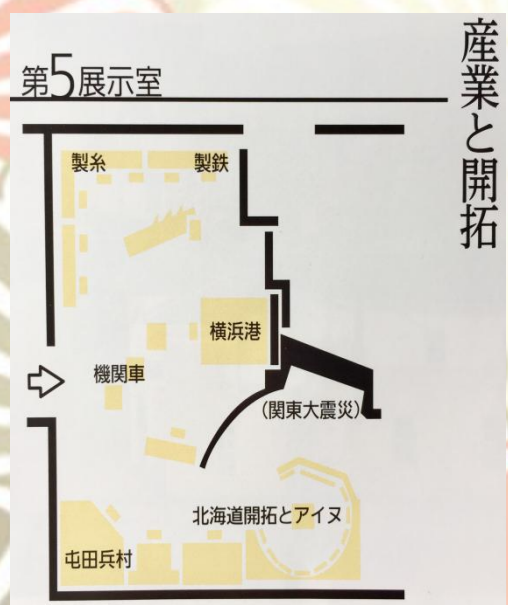 産業と開拓
第5展示室
製糸
製鉄
横浜港
機関車
(関東大震災)
北海道開拓とアイヌ
屯田兵村